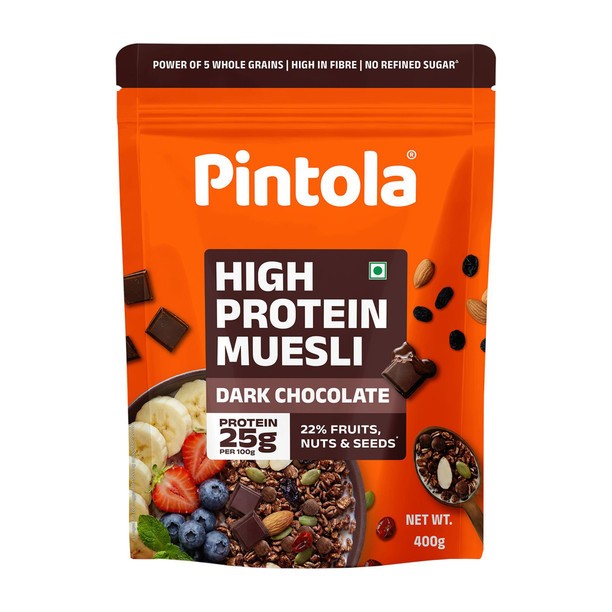 POWER OF 5 WHOLE GRAINS | HIGH IN FIBRE | NO REFINED SUGAR^
Pintola®
HIGH
PROTEIN
MUESLI
DARK CHOCOLATE
PROTEIN
25g
PER 100g
22% FRUITS,
NUTS & SEEDS*
NET WT.
400g